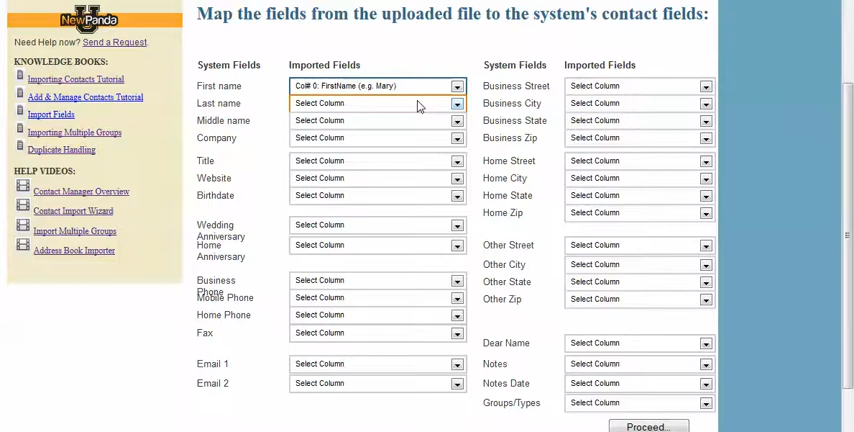 Map the fields from the uploaded file to the system's contact fields:
NewPanda
U
Need Help now? Send a Request.
KNOWLEDGE BOOKS:
Importing Contacts Tutorial
Add & Manage Contacts Tutorial
Import Fields
Importing Multiple Groups
Duplicate Handling
HELP VIDEOS:
Contact Manager Overview
Contact Import Wizard
Import Multiple Groups
Address Book Importer
System Fields Imported Fields
First name Col# 0: FirstName (e.g. Mary)
Last name Select Column
Middle name Select Column
Company Select Column
Title Select Column
Website Select Column
Birthdate Select Column
Wedding Anniversary Select Column
Home Anniversary Select Column
Business Phone Select Column
Mobile Phone Select Column
Home Phone Select Column
Fax Select Column
Email 1 Select Column
Email 2 Select Column
System Fields Imported Fields
Business Street Select Column
Business City Select Column
Business State Select Column
Business Zip Select Column
Home Street Select Column
Home City Select Column
Home State Select Column
Home Zip Select Column
Other Street Select Column
Other City Select Column
Other State Select Column
Other Zip Select Column
Dear Name Select Column
Notes Select Column
Notes Date Select Column
Groups/Types Select Column
Proceed...